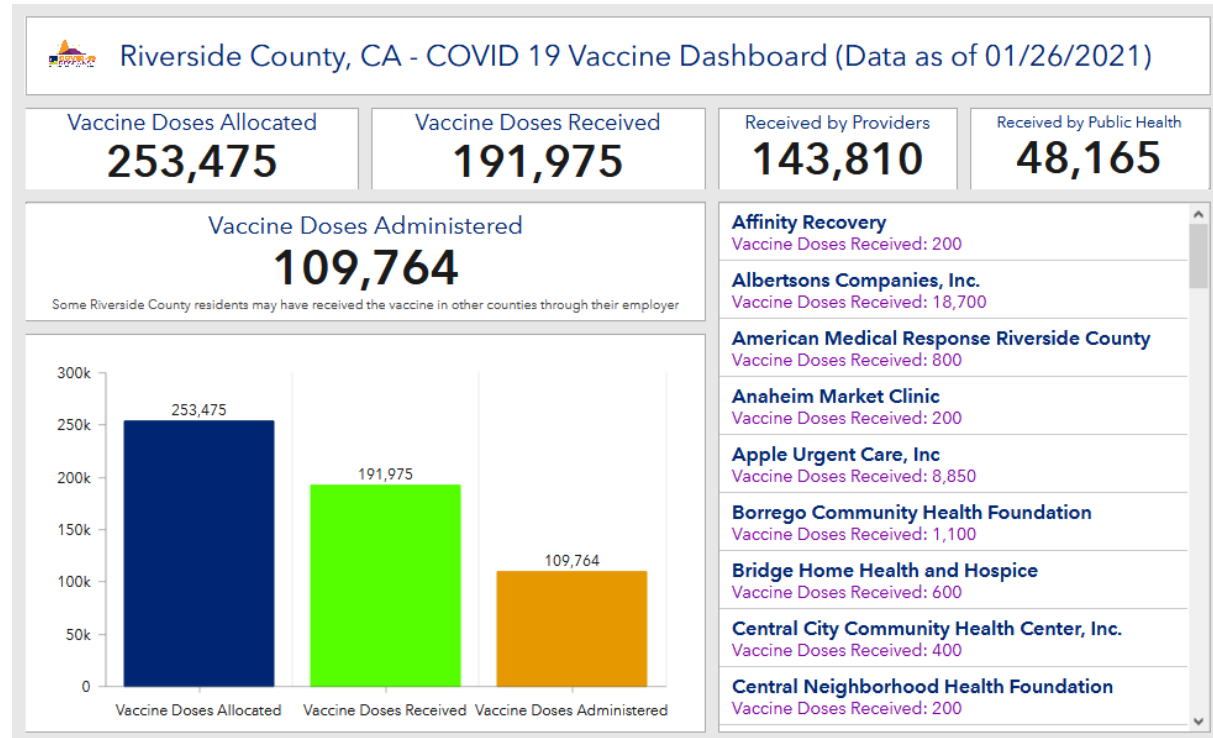 Riverside County, CA - COVID 19 Vaccine Dashboard (Data as of 01/26/2021)
Vaccine Doses Allocated
253,475
Vaccine Doses Received
191,975
Received by Providers
143,810
Received by Public Health
48,165
Vaccine Doses Administered
109,764
Some Riverside County residents may have received the vaccine in other counties through their employer
300k
250k
200k
150k
100k
50k
0
253,475
191,975
109,764
Vaccine Doses Allocated
Vaccine Doses Received
Vaccine Doses Administered
Affinity Recovery
Vaccine Doses Received: 200
Albertsons Companies, Inc.
Vaccine Doses Received: 18,700
American Medical Response Riverside County
Vaccine Doses Received: 800
Anaheim Market Clinic
Vaccine Doses Received: 200
Apple Urgent Care, Inc
Vaccine Doses Received: 8,850
Borrego Community Health Foundation
Vaccine Doses Received: 1,100
Bridge Home Health and Hospice
Vaccine Doses Received: 600
Central City Community Health Center, Inc.
Vaccine Doses Received: 400
Central Neighborhood Health Foundation
Vaccine Doses Received: 200